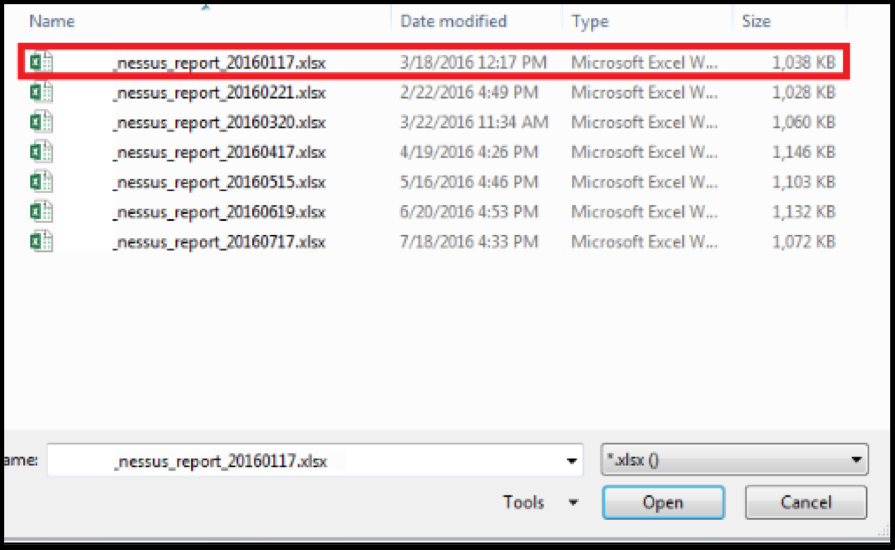 Name Date modified Type Size
_nessus_report_20160117.xlsx 3/18/2016 12:17 PM Microsoft Excel W... 1,038 KB
_nessus_report_20160221.xlsx 2/22/2016 4:49 PM Microsoft Excel W... 1,028 KB
_nessus_report_20160320.xlsx 3/22/2016 11:34 AM Microsoft Excel W... 1,060 KB
_nessus_report_20160417.xlsx 4/19/2016 4:26 PM Microsoft Excel W... 1,146 KB
_nessus_report_20160515.xlsx 5/16/2016 4:46 PM Microsoft Excel W... 1,103 KB
_nessus_report_20160619.xlsx 6/20/2016 4:53 PM Microsoft Excel W... 1,132 KB
_nessus_report_20160717.xlsx 7/18/2016 4:33 PM Microsoft Excel W... 1,072 KB
ame: _nessus_report_20160117.xlsx *.xlsx ()
Tools Open Cancel